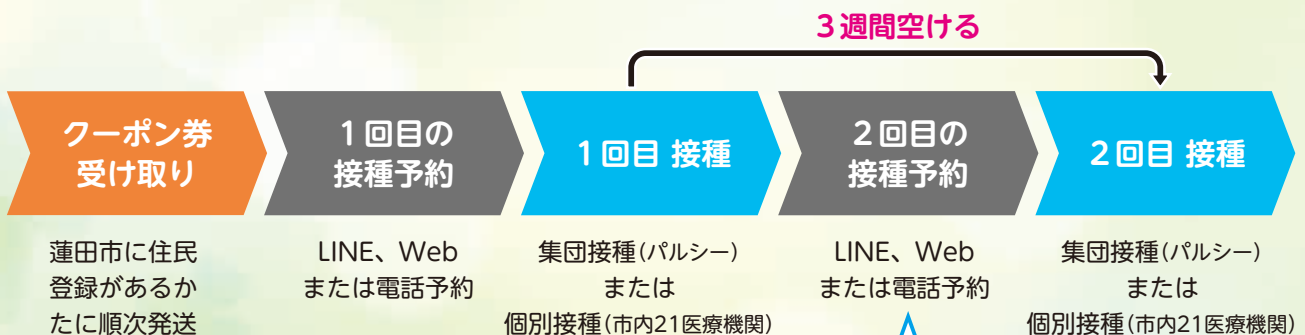 3週間空ける
クーポン券
受け取り
1回目の
接種予約
1回目 接種
2回目の
接種予約
2回目 接種
蓮田市に住民
登録があるか
たに順次発送
LINE、Web
または電話予約
集団接種(パルシー)
または
個別接種(市内21医療機関)
LINE、Web
または電話予約
集団接種(パルシー)
または
個別接種(市内21医療機関)